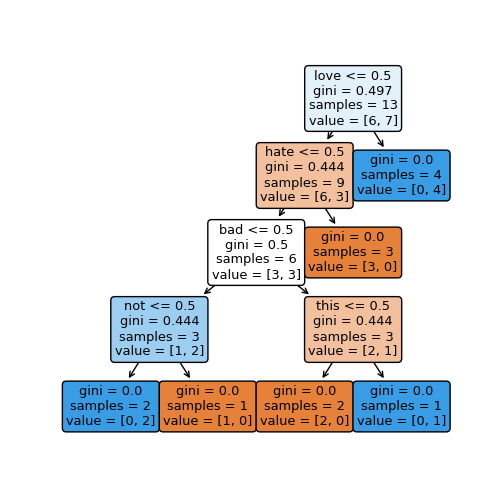 love <= 0.5
gini = 0.497
samples = 13
value = [6, 7]
hate <= 0.5
gini = 0.444
samples = 9
value = [6, 3]
gini = 0.0
samples = 4
value = [0, 4]
bad <= 0.5
gini = 0.5
samples = 6
value = [3, 3]
gini = 0.0
samples = 3
value = [3, 0]
not <= 0.5
gini = 0.444
samples = 3
value = [1, 2]
this <= 0.5
gini = 0.444
samples = 3
value = [2, 1]
gini = 0.0
samples = 2
value = [0, 2]
gini = 0.0
samples = 1
value = [1, 0]
gini = 0.0
samples = 2
value = [2, 0]
gini = 0.0
samples = 1
value = [0, 1]